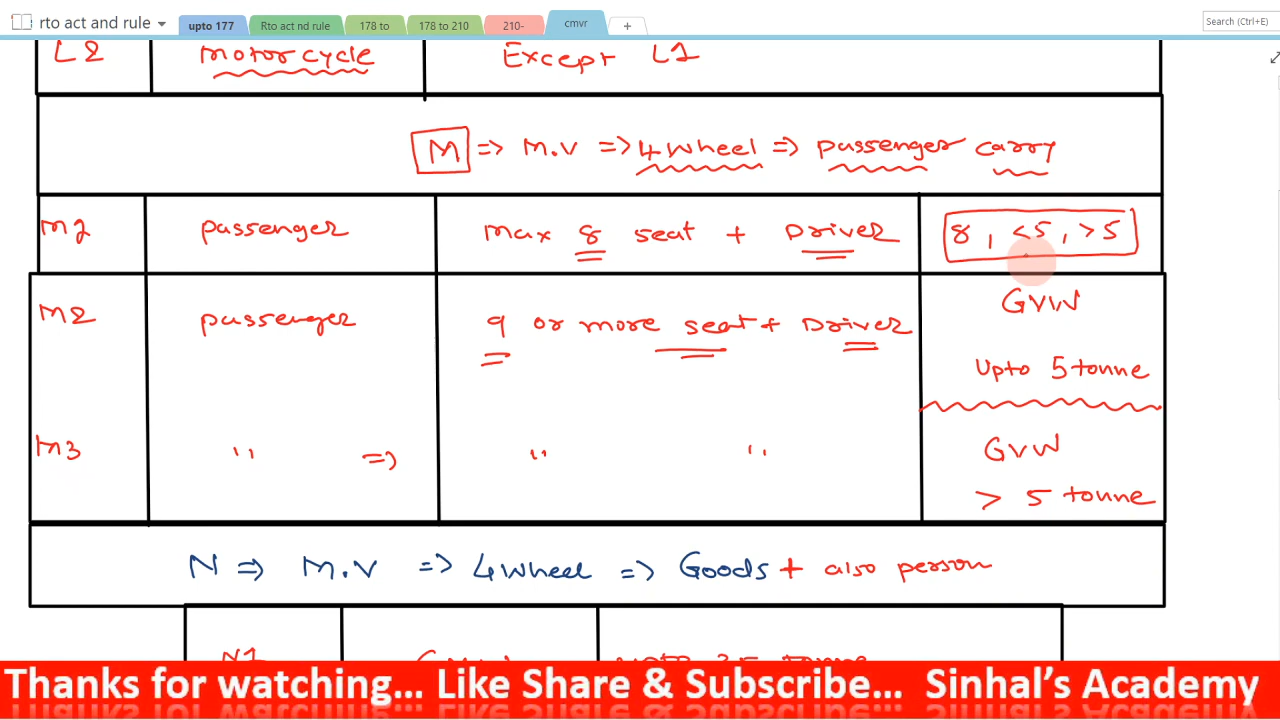 rto act and rule
upto 177
Rto act nd rule
178 to
178 to 210
210-
cmvr
+
Search (Ctrl+E)
L2 motorcycle Except L1
M => M.V => 4 wheel => passenger carry
M1 passenger max 8 seat + Driver 8, <5, >5
M2 passenger 9 or more seat + Driver GVW
Upto 5 tonne
M3 " => " " GVW
> 5 tonne
N => M.V => 4 wheel => Goods + also person
N1
Thanks for watching... Like Share & Subscribe... Sinhal's Academy